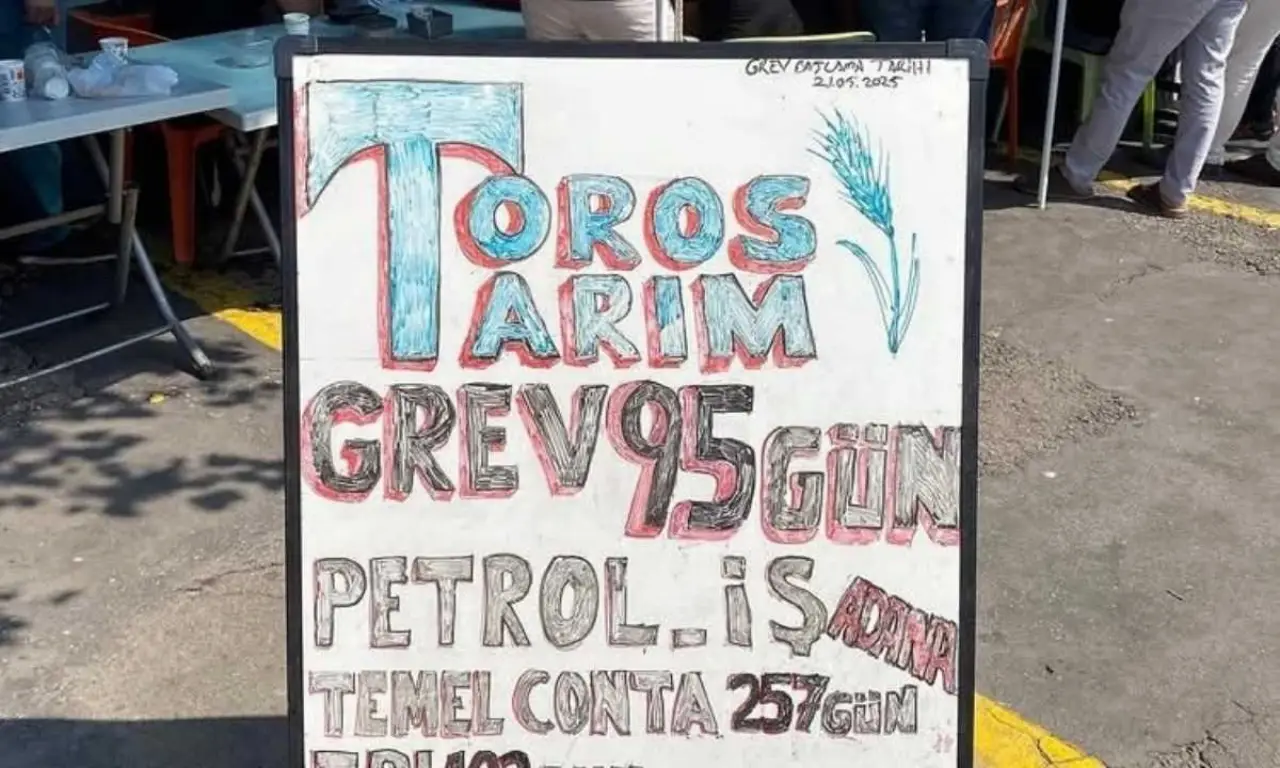 GREV BAŞLAMA TARİHİ
21.05.2025
TOROS
TARIM
GREV 95 GÜN
PETROL-İŞ ADANA
TEMEL CONTA 257 GÜN